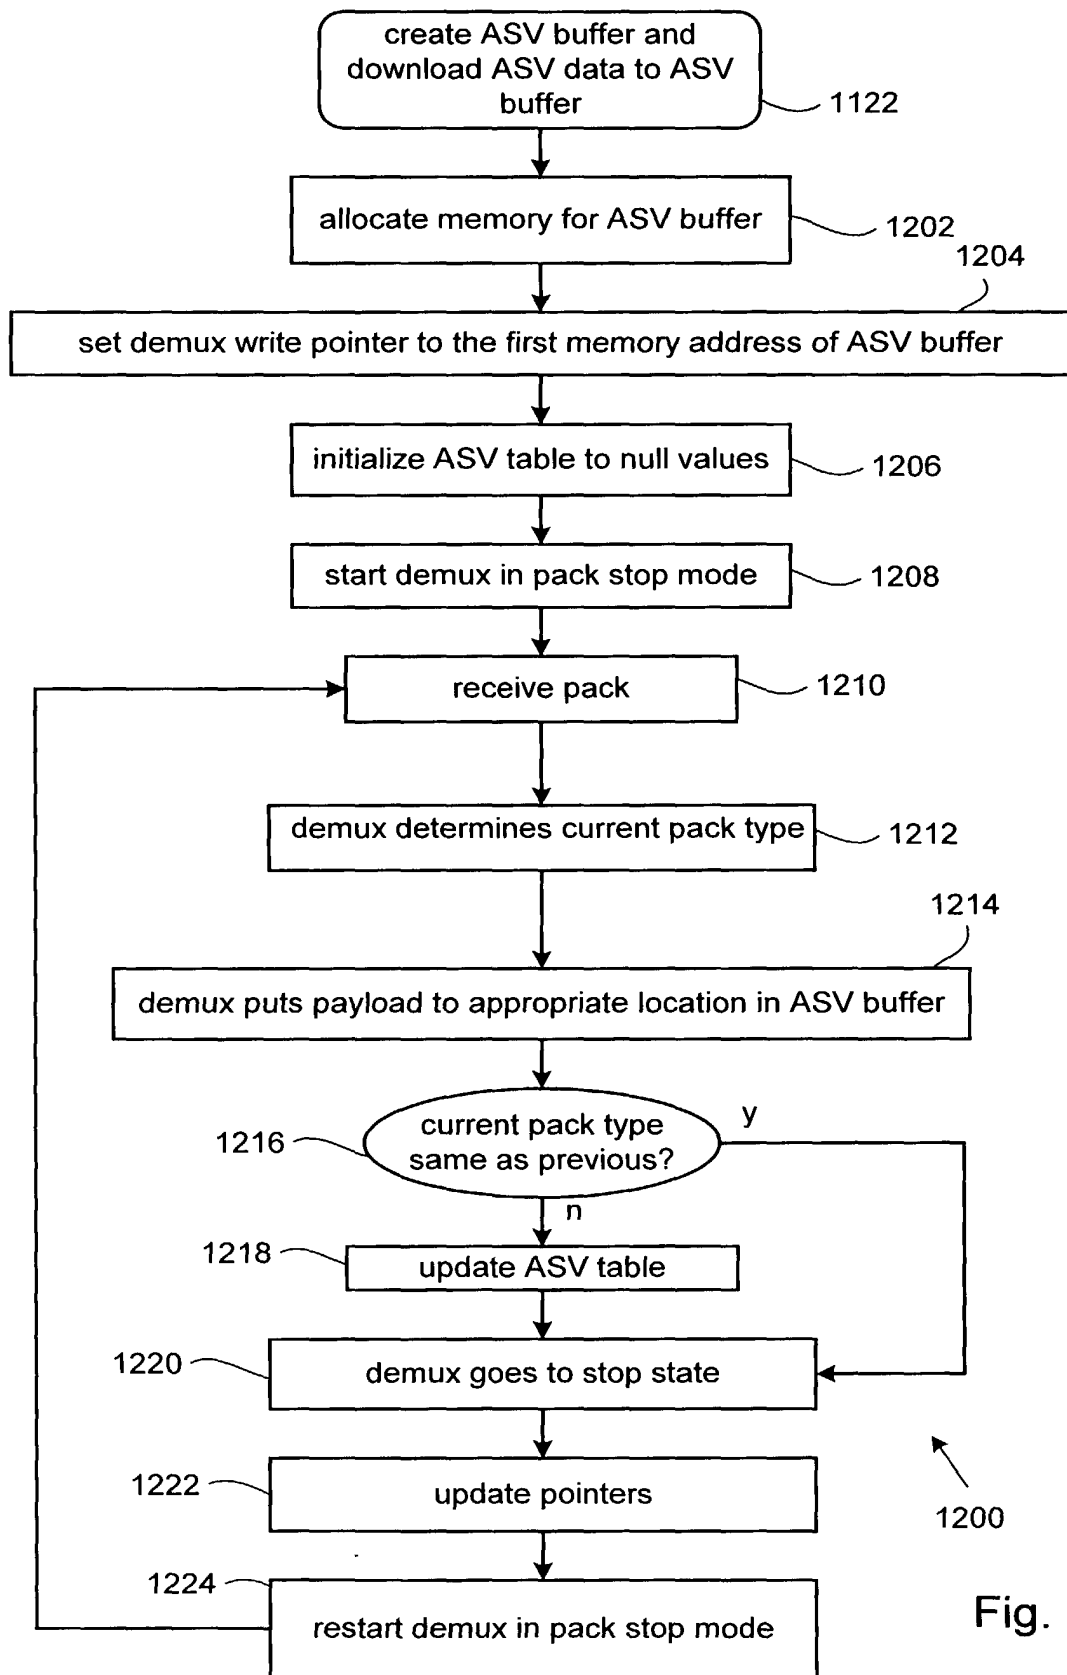 create ASV buffer and
download ASV data to ASV
buffer
1122
allocate memory for ASV buffer
1202
1204
set demux write pointer to the first memory address of ASV buffer
initialize ASV table to null values
1206
start demux in pack stop mode
1208
receive pack
1210
demux determines current pack type
1212
1214
demux puts payload to appropriate location in ASV buffer
current pack type
same as previous?
1216
y
n
1218
update ASV table
1220
demux goes to stop state
1222
update pointers
1200
1224
restart demux in pack stop mode
Fig.